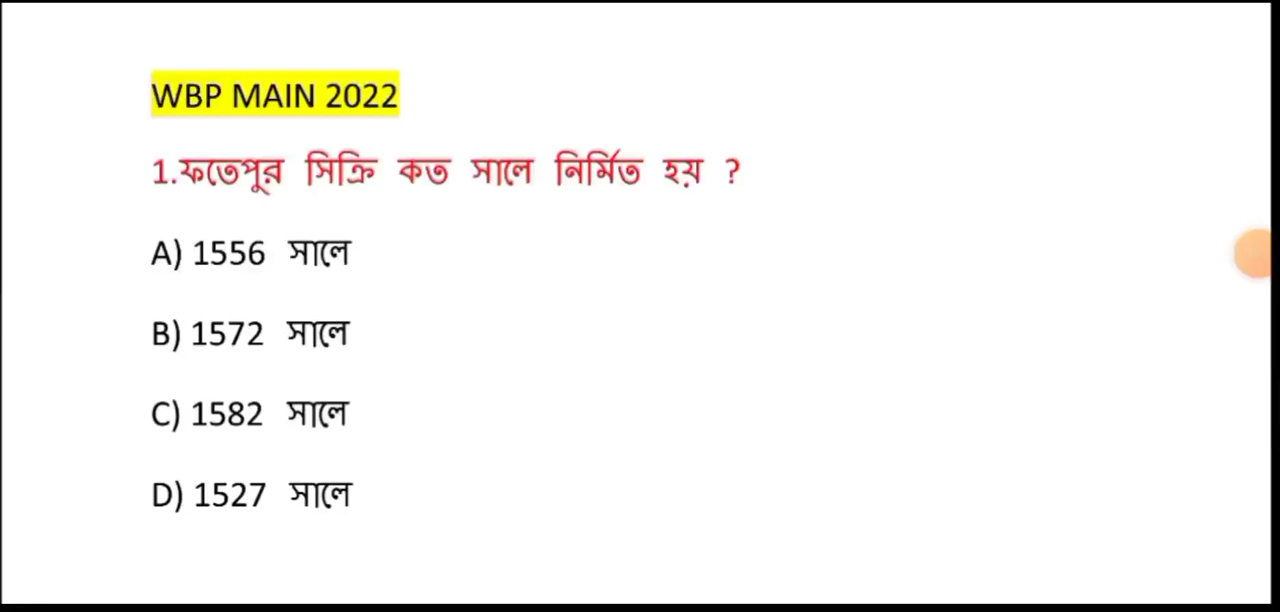 WBP MAIN 2022
1.ফতেপুর সিক্রি কত সালে নির্মিত হয় ?
A) 1556 সালে
B) 1572 সালে
C) 1582 সালে
D) 1527 সালে